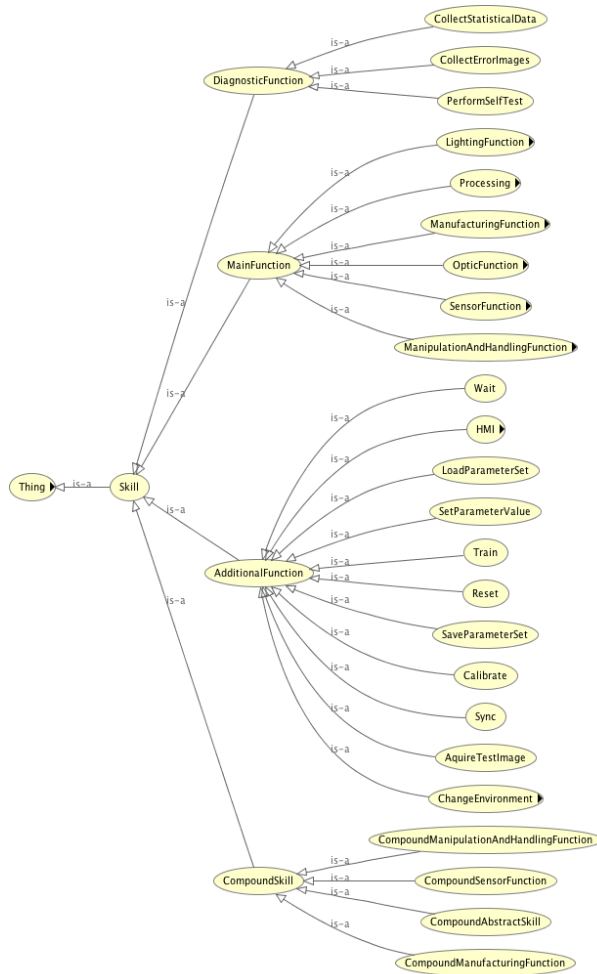 CollectStatisticalData
is-a
CollectErrorImages
is-a
DiagnosticFunction
is-a
PerformSelfTest
LightingFunction
is-a
Processing
is-a
ManufacturingFunction
is-a
MainFunction
is-a
OpticFunction
is-a
SensorFunction
is-a
is-a
ManipulationAndHandlingFunction
Wait
is-a
is-a
HMI
is-a
LoadParameterSet
is-a
Thing
is-a
Skill
is-a
SetParameterValue
is-a
Train
is-a
AdditionalFunction
is-a
Reset
is-a
is-a
SaveParameterSet
is-a
Calibrate
is-a
Sync
is-a
AquireTestImage
is-a
ChangeEnvironment
CompoundManipulationAndHandlingFunction
is-a
CompoundSkill
is-a
CompoundSensorFunction
is-a
CompoundAbstractSkill
is-a
CompoundManufacturingFunction